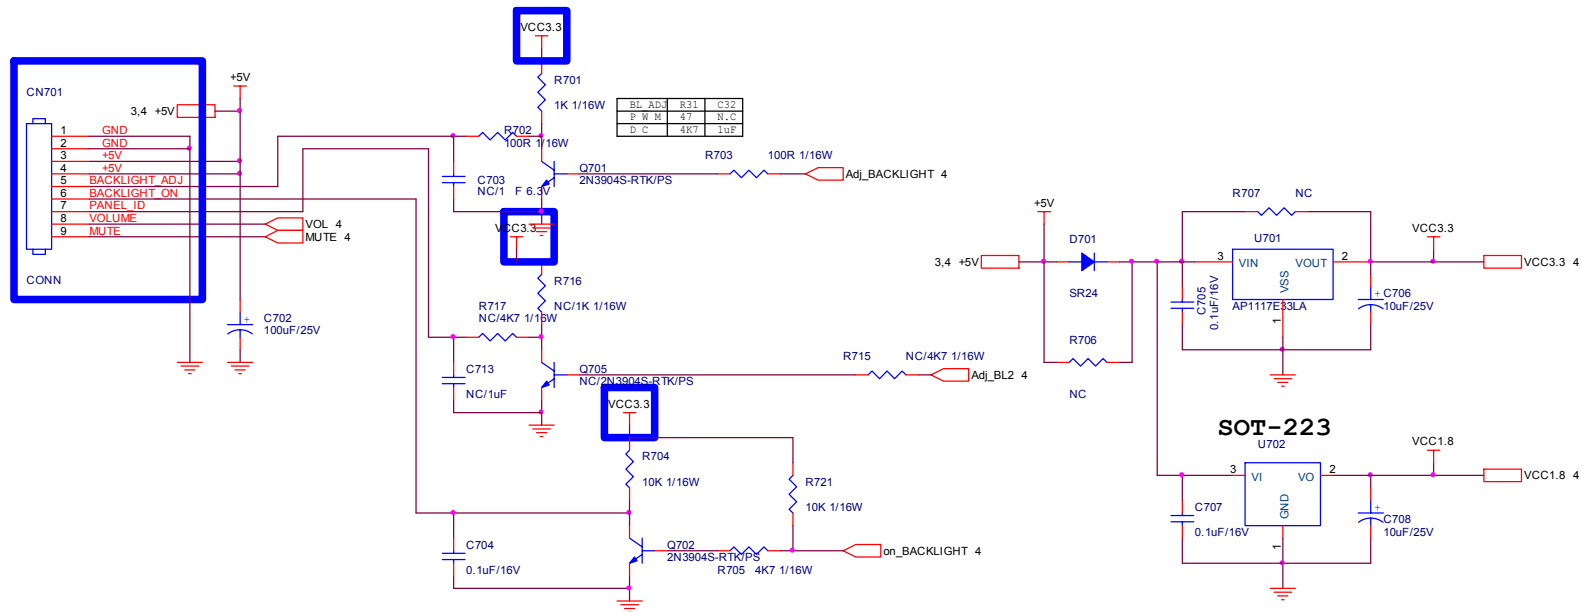 VCC3.3
R701
1K 1/16W
BL ADJ R31 C32
P W M 47 N.C
D C 4K7 1uF
CN701
+5V
3,4 +5V
1 GND
2 GND
3 +5V
4 +5V
5 BACKLIGHT_ADJ
6 BACKLIGHT_ON
7 PANEL_ID
8 VOLUME
9 MUTE
VOL 4
MUTE 4
CONN
C702
100uF/25V
R702
100R 1/16W
C703
NC/1 F 6.3V
Q701
2N3904S-RTK/PS
R703 100R 1/16W
Adj_BACKLIGHT 4
VCC3.3
R716
NC/1K 1/16W
R717
NC/4K7 1/16W
C713
NC/1uF
Q705
NC/2N3904S-RTK/PS
R715 NC/4K7 1/16W
Adj_BL2 4
VCC3.3
R704
10K 1/16W
R721
10K 1/16W
C704
0.1uF/16V
Q702
2N3904S-RTK/PS
R705 4K7 1/16W
on_BACKLIGHT 4
+5V
3,4 +5V
D701
SR24
R706
NC
R707 NC
U701
3 VIN VOUT 2
VSS
1
AP1117E33LA
C705
0.1uF/16V
C706
10uF/25V
VCC3.3
VCC3.3 4
SOT-223
U702
3 VI VO 2
GND
1
C707
0.1uF/16V
C708
10uF/25V
VCC1.8
VCC1.8 4